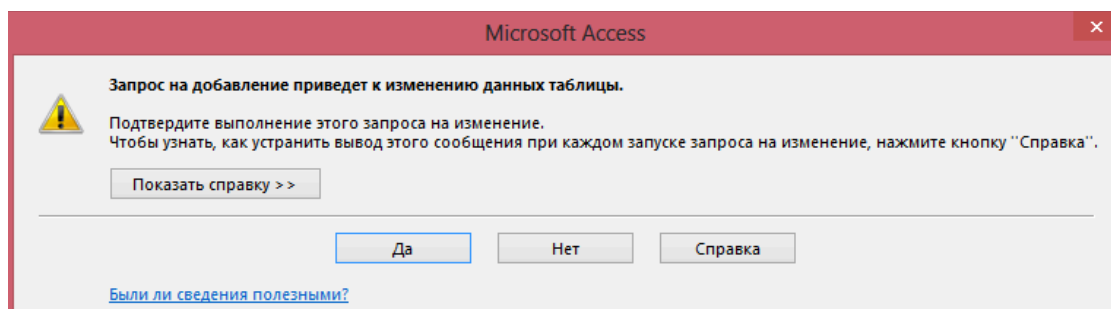 Microsoft Access
Запрос на добавление приведет к изменению данных таблицы.
Подтвердите выполнение этого запроса на изменение.
Чтобы узнать, как устранить вывод этого сообщения при каждом запуске запроса на изменение, нажмите кнопку "Справка".
Показать справку >>
Да Нет Справка
Были ли сведения полезными?